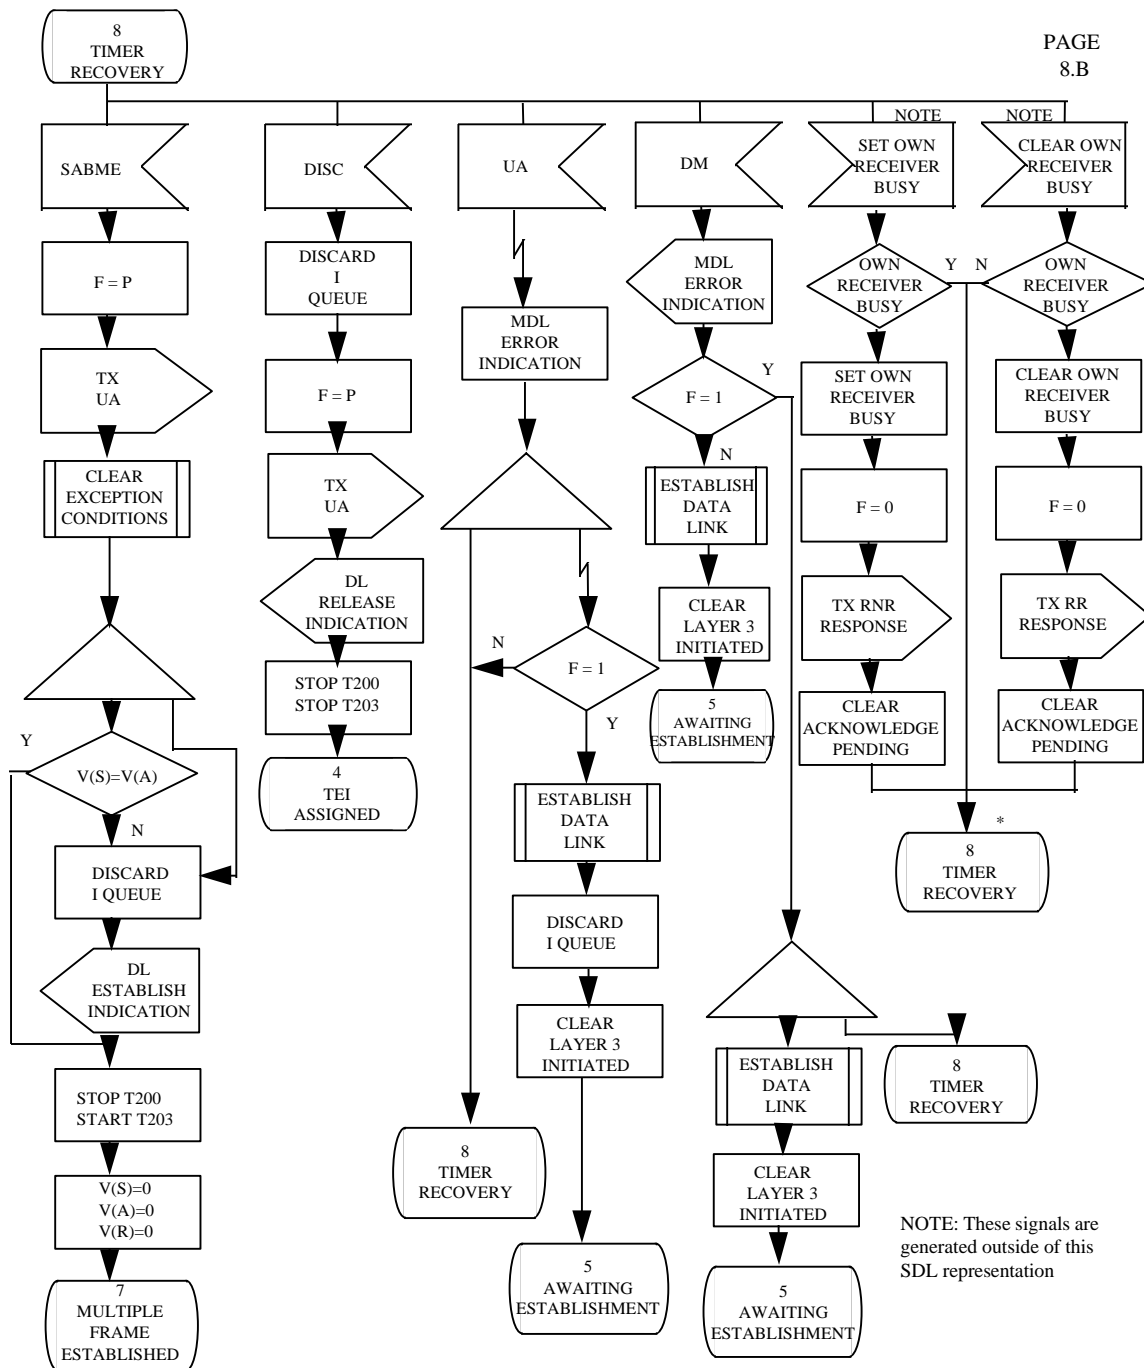 8
TIMER
RECOVERY
PAGE
8.B
SABME
DISC
UA
DM
NOTE
SET OWN
RECEIVER
BUSY
NOTE
CLEAR OWN
RECEIVER
BUSY
F = P
TX
UA
CLEAR
EXCEPTION
CONDITIONS
Y
V(S)=V(A)
N
DISCARD
I QUEUE
DL
ESTABLISH
INDICATION
STOP T200
START T203
V(S)=0
V(A)=0
V(R)=0
7
MULTIPLE
FRAME
ESTABLISHED
DISCARD
I
QUEUE
F = P
TX
UA
DL
RELEASE
INDICATION
STOP T200
STOP T203
4
TEI
ASSIGNED
MDL
ERROR
INDICATION
N
F = 1
Y
ESTABLISH
DATA
LINK
DISCARD
I QUEUE
CLEAR
LAYER 3
INITIATED
8
TIMER
RECOVERY
5
AWAITING
ESTABLISHMENT
MDL
ERROR
INDICATION
F = 1
Y
N
ESTABLISH
DATA
LINK
CLEAR
LAYER 3
INITIATED
5
AWAITING
ESTABLISHMENT
ESTABLISH
DATA
LINK
CLEAR
LAYER 3
INITIATED
5
AWAITING
ESTABLISHMENT
8
TIMER
RECOVERY
OWN
RECEIVER
BUSY
Y
N
OWN
RECEIVER
BUSY
SET OWN
RECEIVER
BUSY
CLEAR OWN
RECEIVER
BUSY
F = 0
F = 0
TX RNR
RESPONSE
TX RR
RESPONSE
CLEAR
ACKNOWLEDGE
PENDING
CLEAR
ACKNOWLEDGE
PENDING
*
8
TIMER
RECOVERY
NOTE: These signals are
generated outside of this
SDL representation